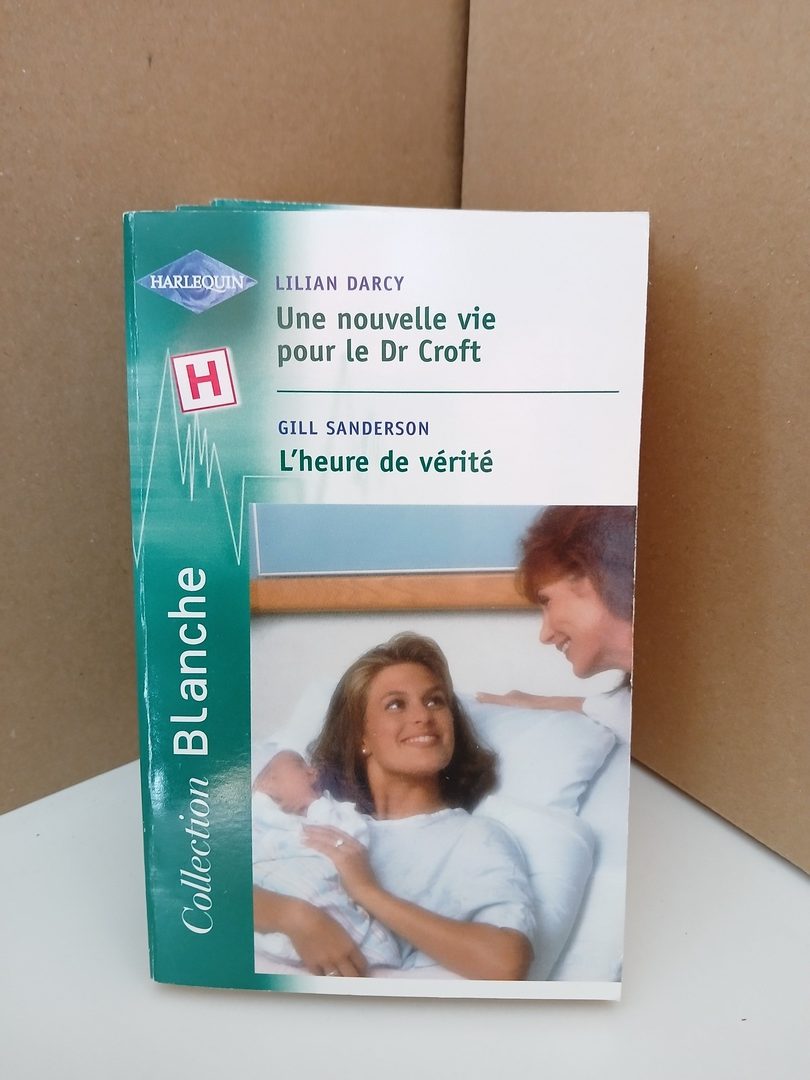 HARLEQUIN
LILIAN DARCY
Une nouvelle vie
pour le Dr Croft
H
GILL SANDERSON
L'heure de vérité
Collection Blanche